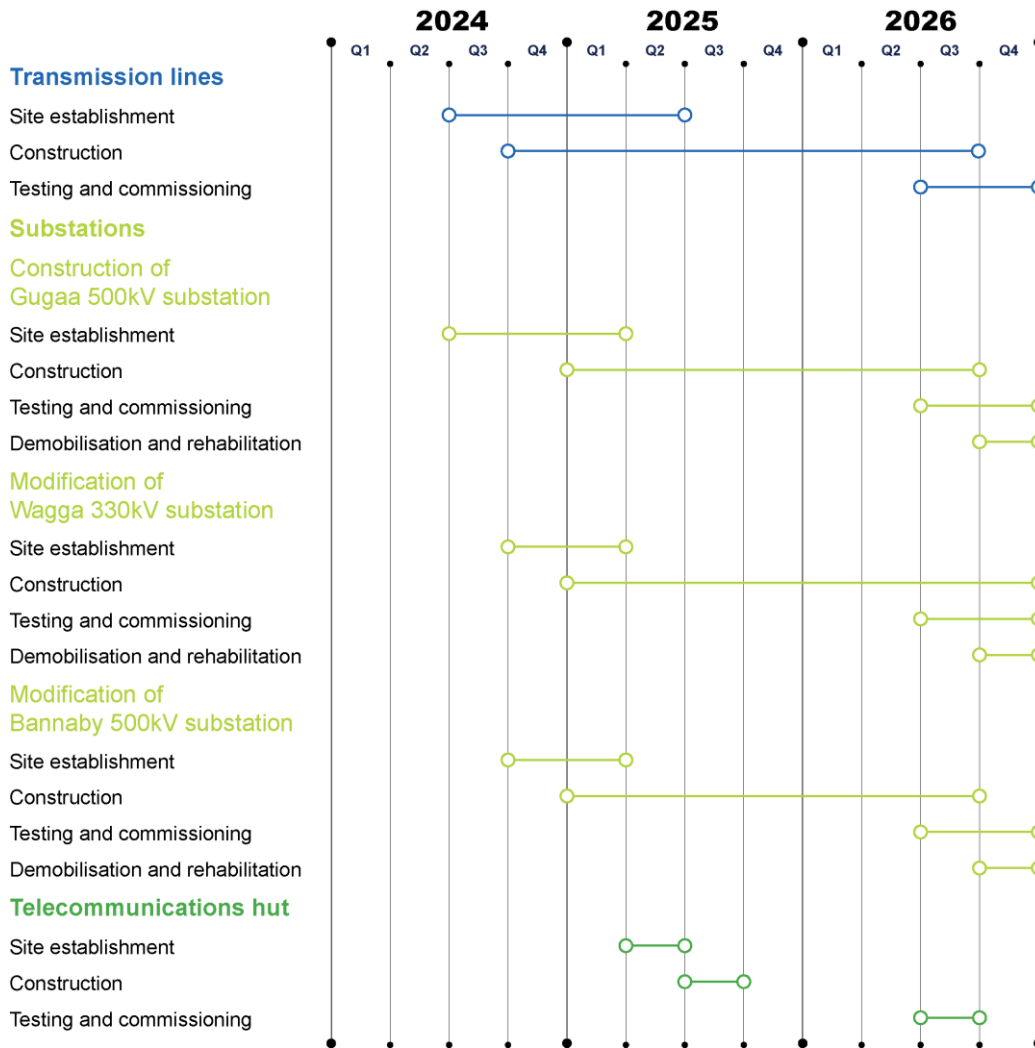 2024 2025 2026
Q1 Q2 Q3 Q4 Q1 Q2 Q3 Q4 Q1 Q2 Q3 Q4
Transmission lines
Site establishment
Construction
Testing and commissioning
Substations
Construction of
Gugaa 500kV substation
Site establishment
Construction
Testing and commissioning
Demobilisation and rehabilitation
Modification of
Wagga 330kV substation
Site establishment
Construction
Testing and commissioning
Demobilisation and rehabilitation
Modification of
Bannaby 500kV substation
Site establishment
Construction
Testing and commissioning
Demobilisation and rehabilitation
Telecommunications hut
Site establishment
Construction
Testing and commissioning